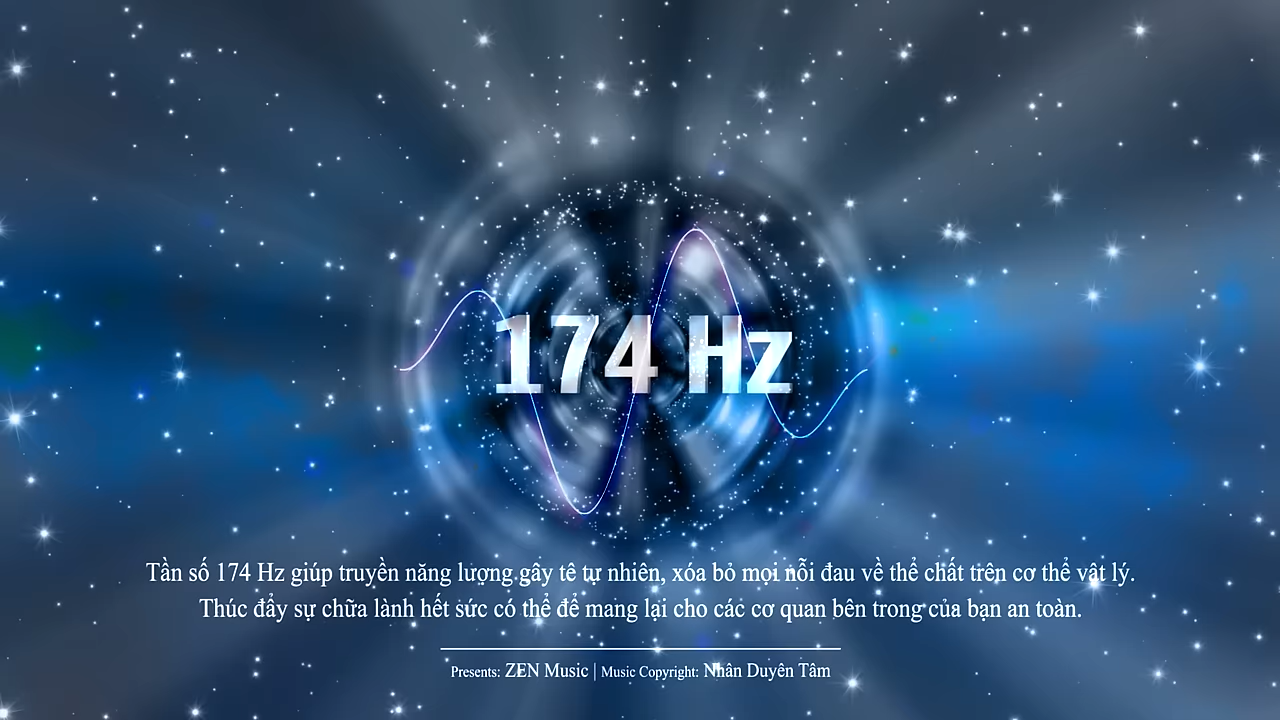 174 Hz
Tần số 174 Hz giúp truyền năng lượng gây tê tự nhiên, xóa bỏ mọi nỗi đau về thể chất trên cơ thể vật lý.
Thúc đẩy sự chữa lành hết sức có thể để mang lại cho các cơ quan bên trong của bạn an toàn.
Presents: ZEN Music | Music Copyright: Nhân Duyên Tâm